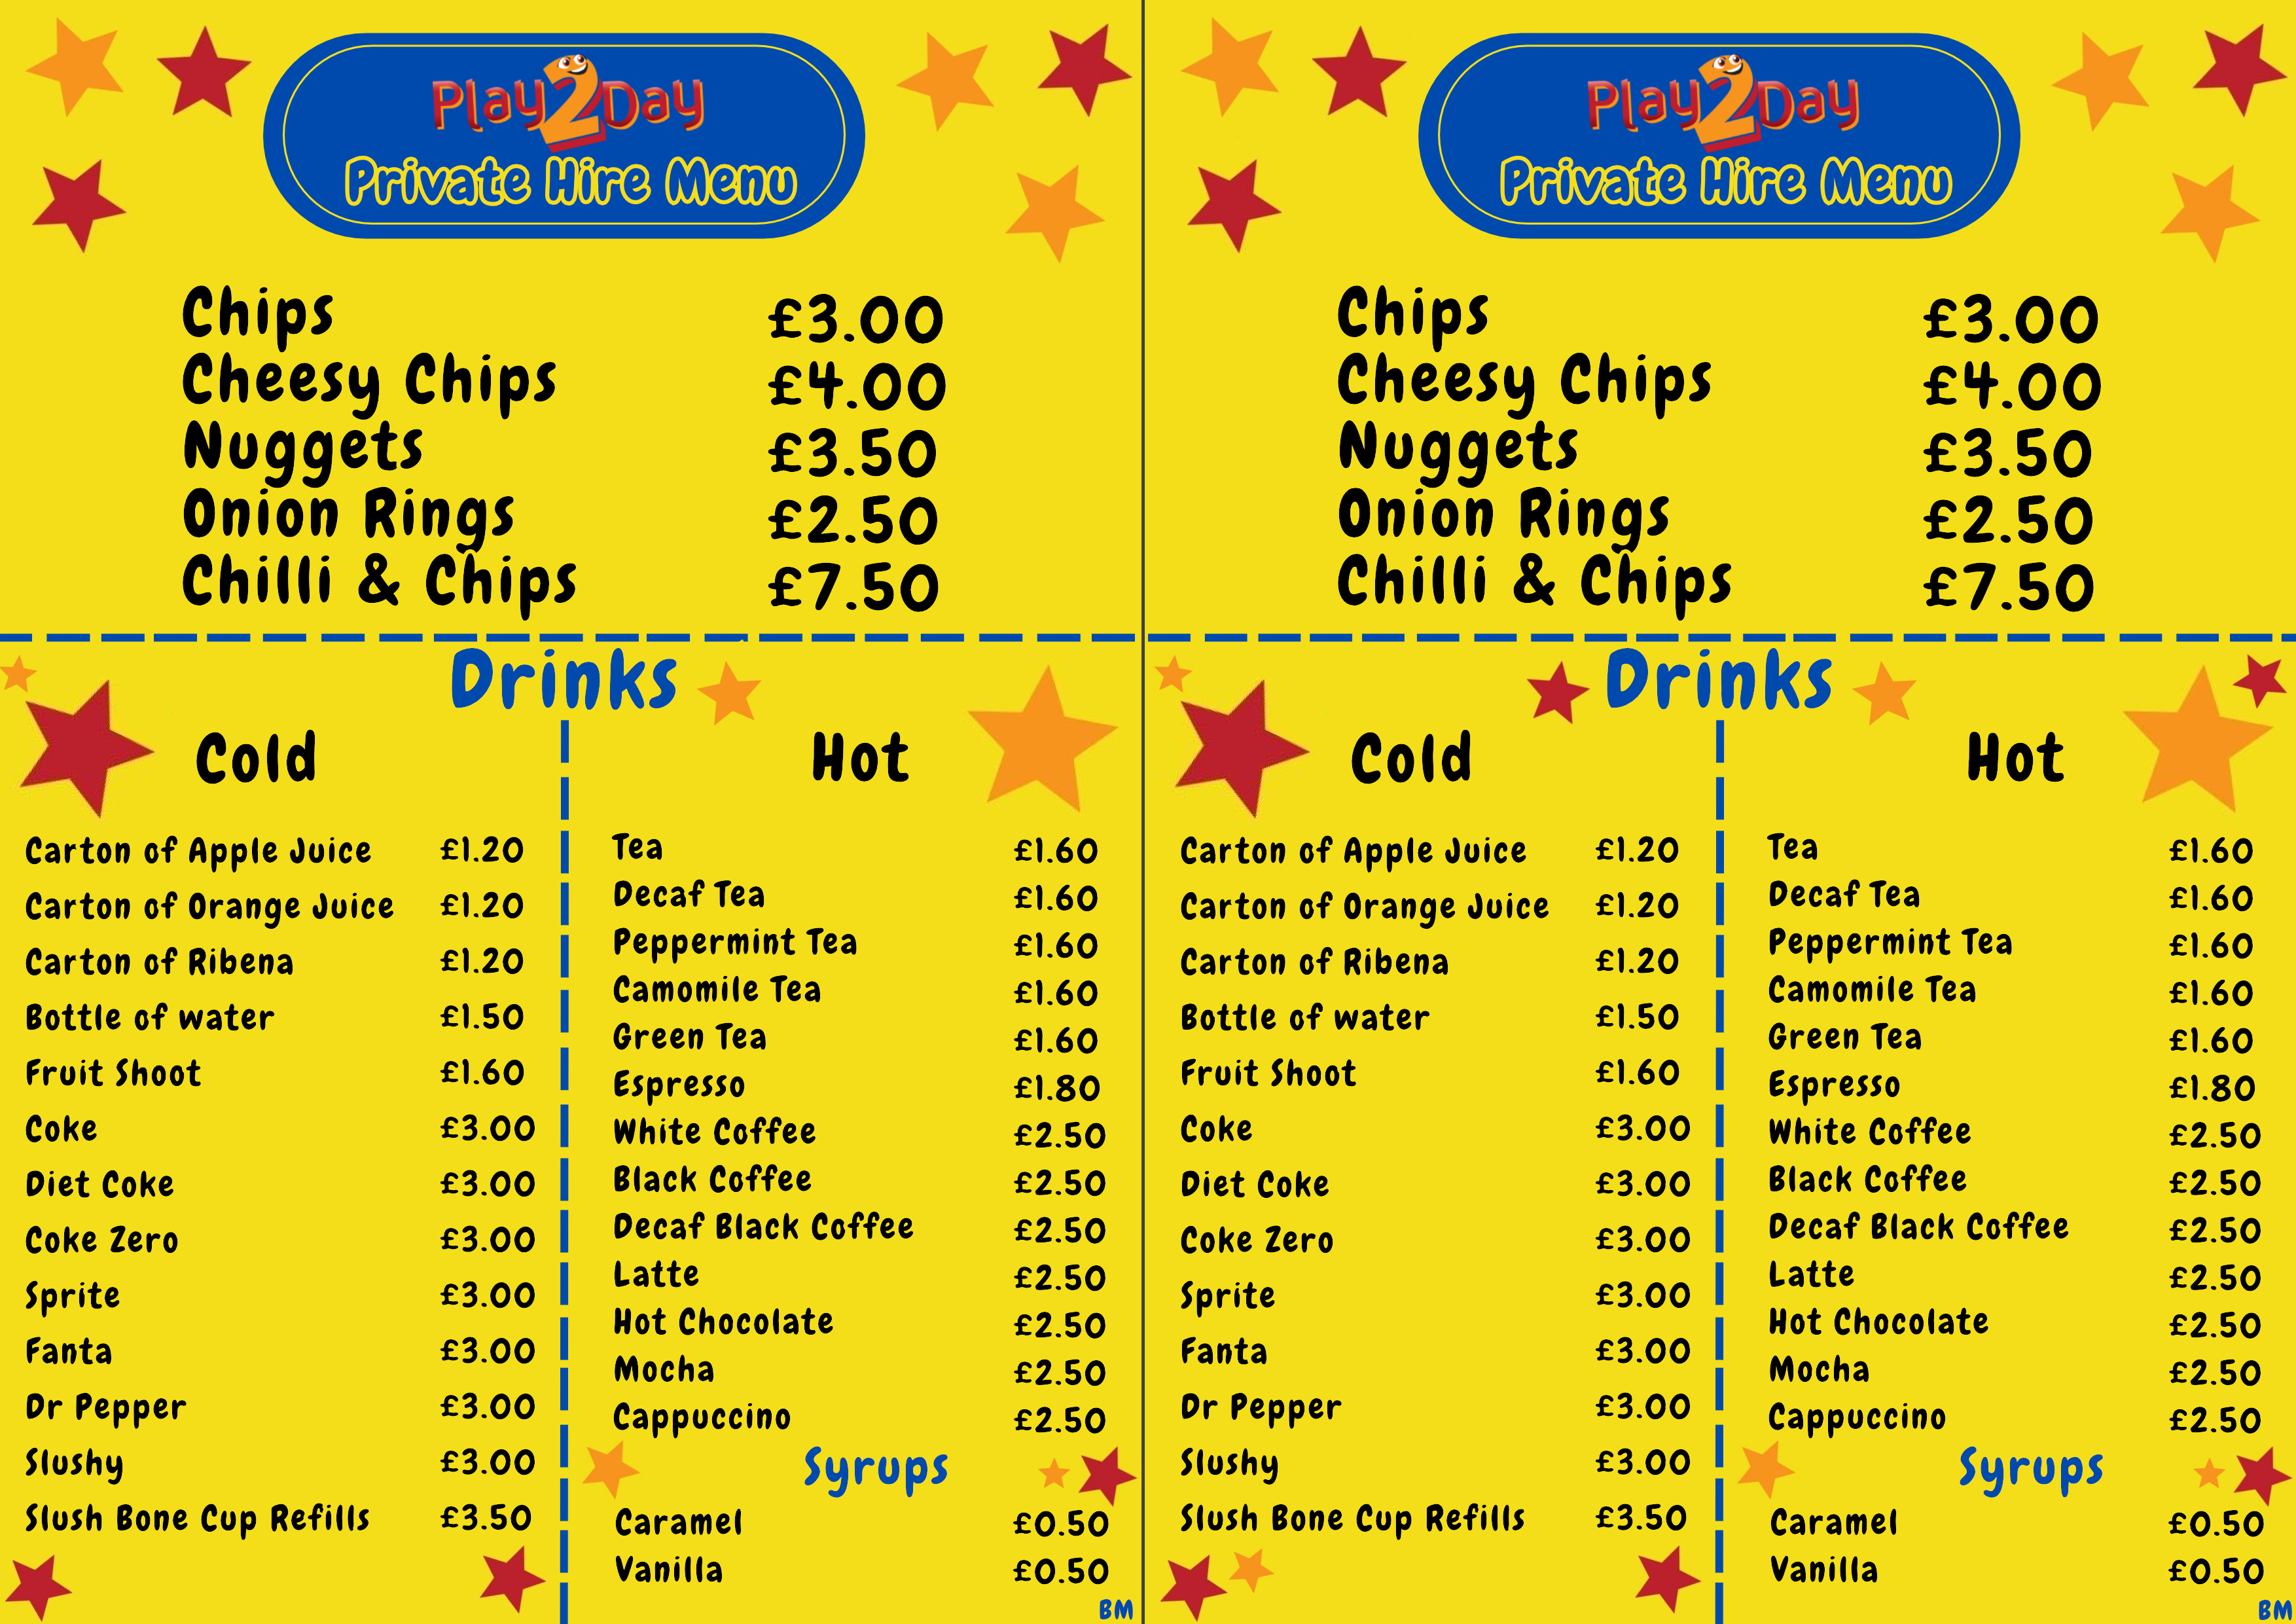 Play2Day
Private Hire Menu
Chips £3.00
Cheesy Chips £4.00
Nuggets £3.50
Onion Rings £2.50
Chilli & Chips £7.50
Drinks
Cold
Carton of Apple Juice £1.20
Carton of Orange Juice £1.20
Carton of Ribena £1.20
Bottle of water £1.50
Fruit Shoot £1.60
Coke £3.00
Diet Coke £3.00
Coke Zero £3.00
Sprite £3.00
Fanta £3.00
Dr Pepper £3.00
Slushy £3.00
Slush Bone Cup Refills £3.50
Hot
Tea £1.60
Decaf Tea £1.60
Peppermint Tea £1.60
Camomile Tea £1.60
Green Tea £1.60
Espresso £1.80
White Coffee £2.50
Black Coffee £2.50
Decaf Black Coffee £2.50
Latte £2.50
Hot Chocolate £2.50
Mocha £2.50
Cappuccino £2.50
Syrups
Caramel £0.50
Vanilla £0.50
BM
Play2Day
Private Hire Menu
Chips £3.00
Cheesy Chips £4.00
Nuggets £3.50
Onion Rings £2.50
Chilli & Chips £7.50
Drinks
Cold
Carton of Apple Juice £1.20
Carton of Orange Juice £1.20
Carton of Ribena £1.20
Bottle of water £1.50
Fruit Shoot £1.60
Coke £3.00
Diet Coke £3.00
Coke Zero £3.00
Sprite £3.00
Fanta £3.00
Dr Pepper £3.00
Slushy £3.00
Slush Bone Cup Refills £3.50
Hot
Tea £1.60
Decaf Tea £1.60
Peppermint Tea £1.60
Camomile Tea £1.60
Green Tea £1.60
Espresso £1.80
White Coffee £2.50
Black Coffee £2.50
Decaf Black Coffee £2.50
Latte £2.50
Hot Chocolate £2.50
Mocha £2.50
Cappuccino £2.50
Syrups
Caramel £0.50
Vanilla £0.50
BM